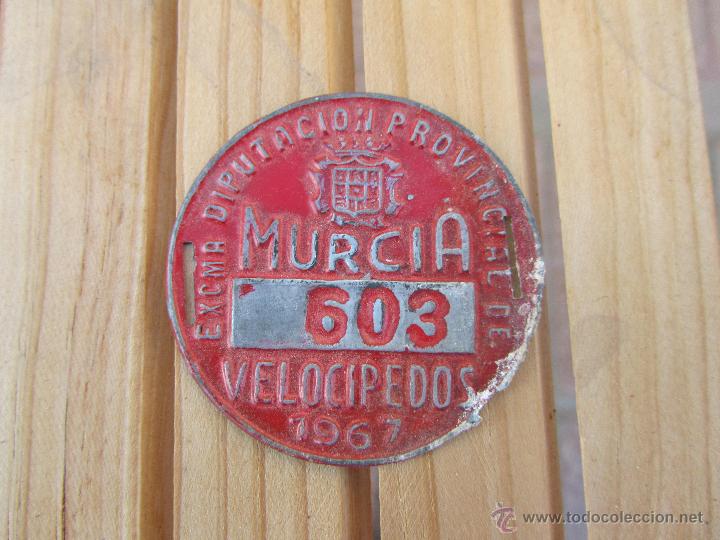 EXCMA DIPUTACION PROVINCIAL DE
MURCIA
603
VELOCIPEDOS
1967
© www.todocoleccion.net